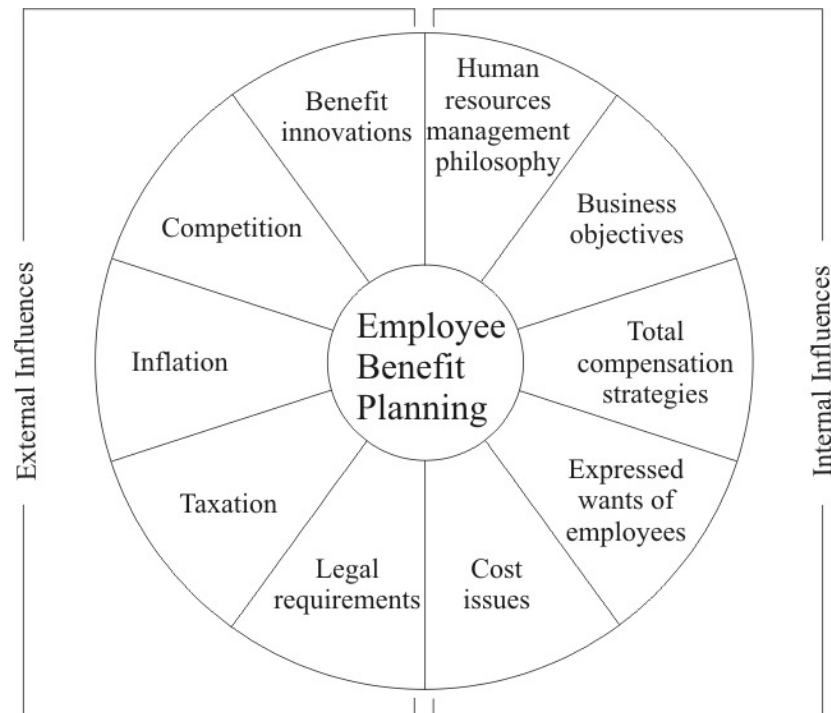 Benefit
innovations
Human
resources
management
philosophy
Competition
Business
objectives
Inflation
Employee
Benefit
Planning
Total
compensation
strategies
Taxation
Expressed
wants of
employees
Legal
requirements
Cost
issues
External Influences
Internal Influences